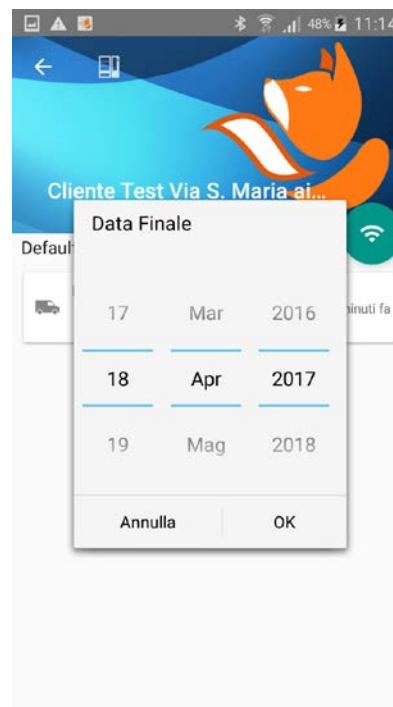 48% 11:14
Cliente Test Via S. Maria ai...
Data Finale
Defaul
inuti fa
17 Mar 2016
18 Apr 2017
19 Mag 2018
Annulla OK